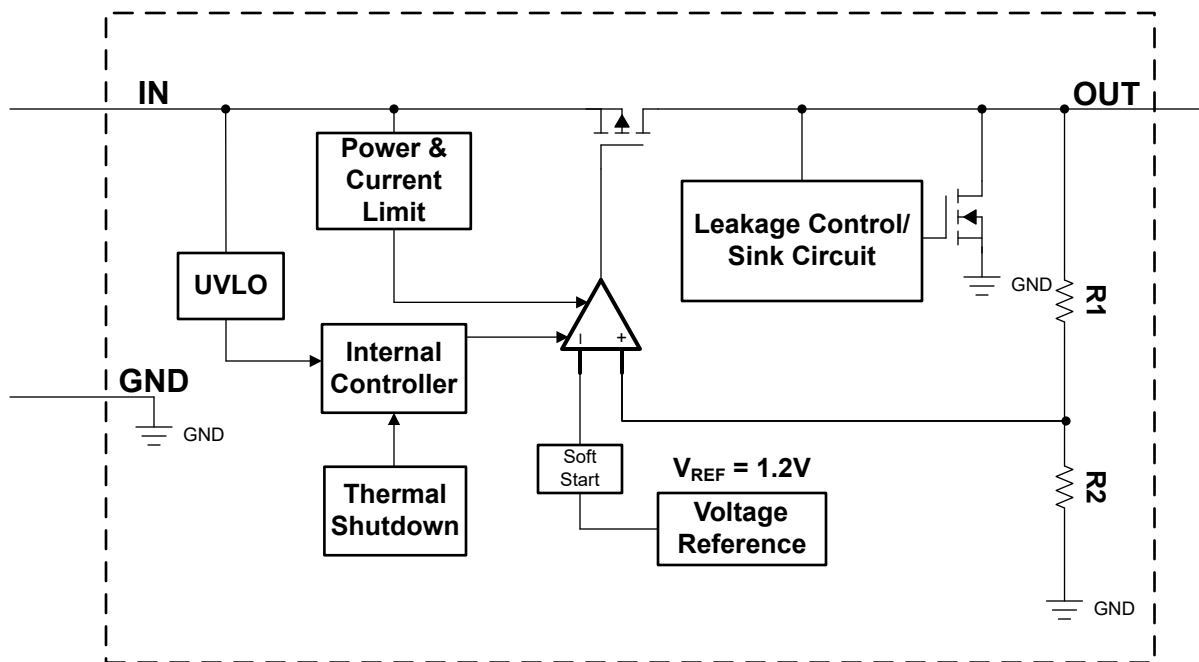 IN
OUT
Power &
Current
Limit
Leakage Control/
Sink Circuit
GND
R1
UVLO
Internal
Controller
- +
GND
GND
Soft
Start
VREF = 1.2V
R2
Thermal
Shutdown
Voltage
Reference
GND